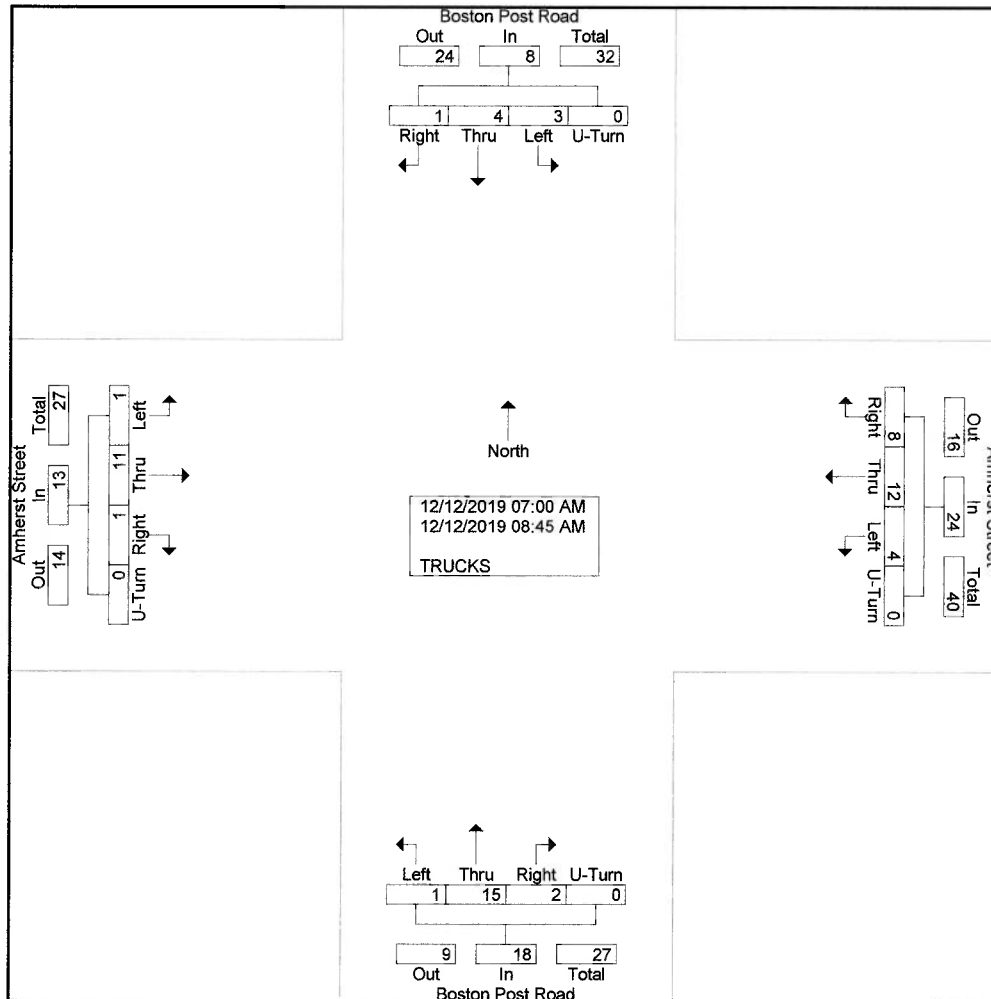 Boston Post Road
Out In Total
24 8 32
1 4 3 0
Right Thru Left U-Turn
Amherst Street
Total In Out
27 13 14
1 11 1 0
Left Thru Right U-Turn
North
12/12/2019 07:00 AM
12/12/2019 08:45 AM
TRUCKS
Right Thru Left U-Turn
8 12 4 0
Out In Total
16 24 40
Amherst Street
Left Thru Right U-Turn
1 15 2 0
9 18 27
Out In Total
Boston Post Road